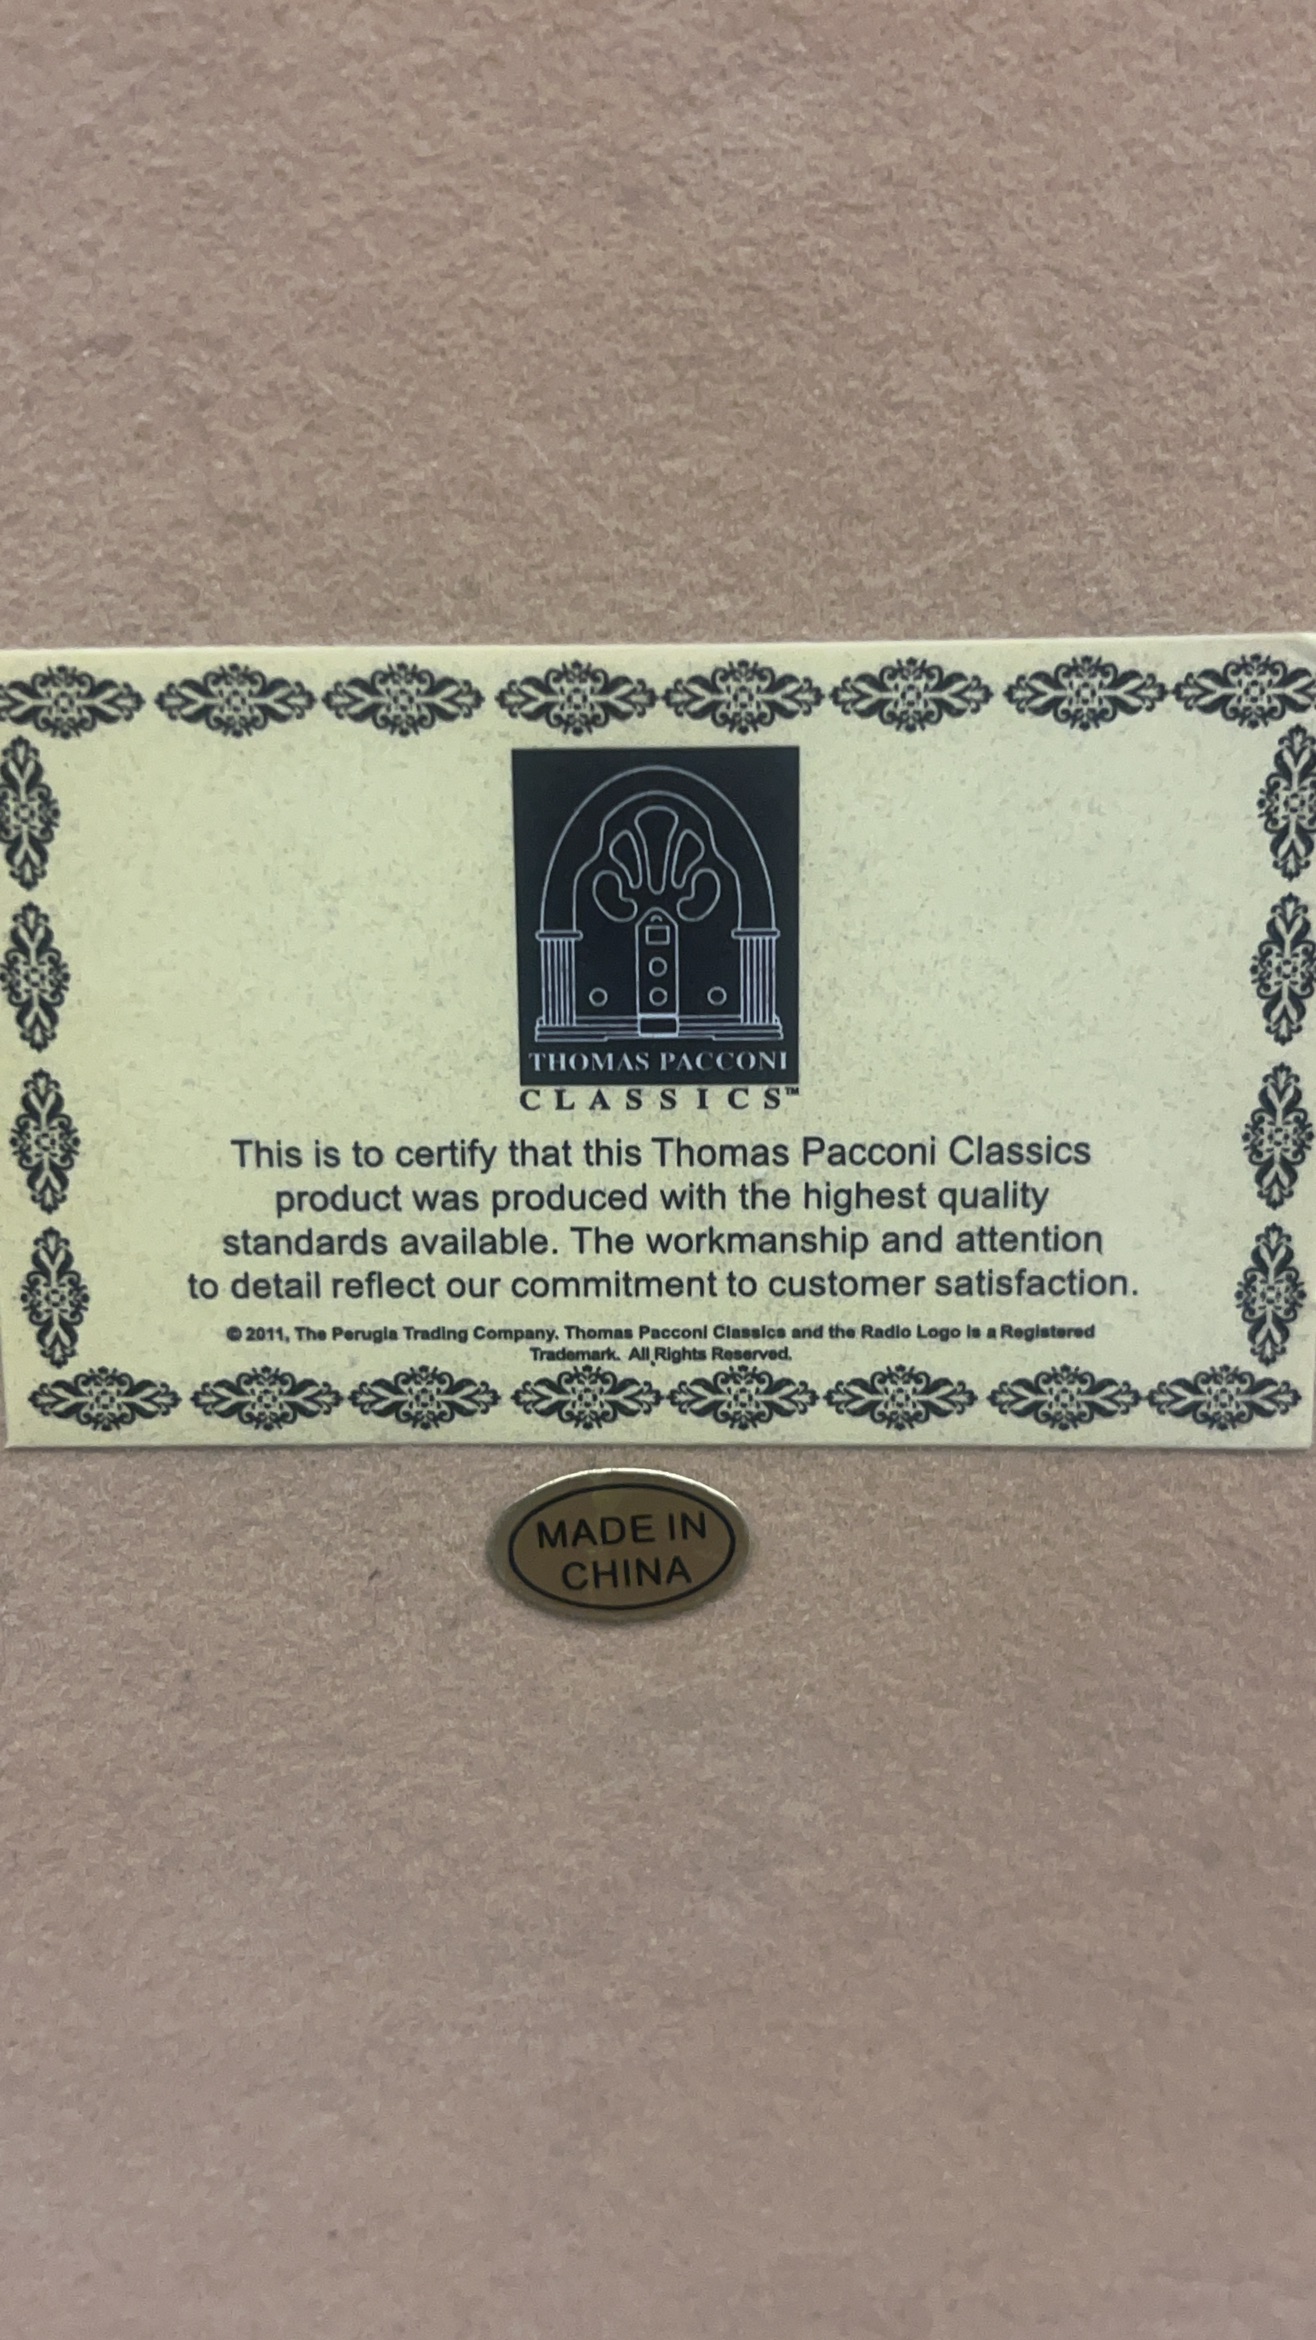 THOMAS PACCONI
CLASSICS™
This is to certify that this Thomas Pacconi Classics
product was produced with the highest quality
standards available. The workmanship and attention
to detail reflect our commitment to customer satisfaction.
© 2011, The Perugia Trading Company. Thomas Pacconi Classics and the Radio Logo is a Registered
Trademark. All Rights Reserved.
MADE IN
CHINA